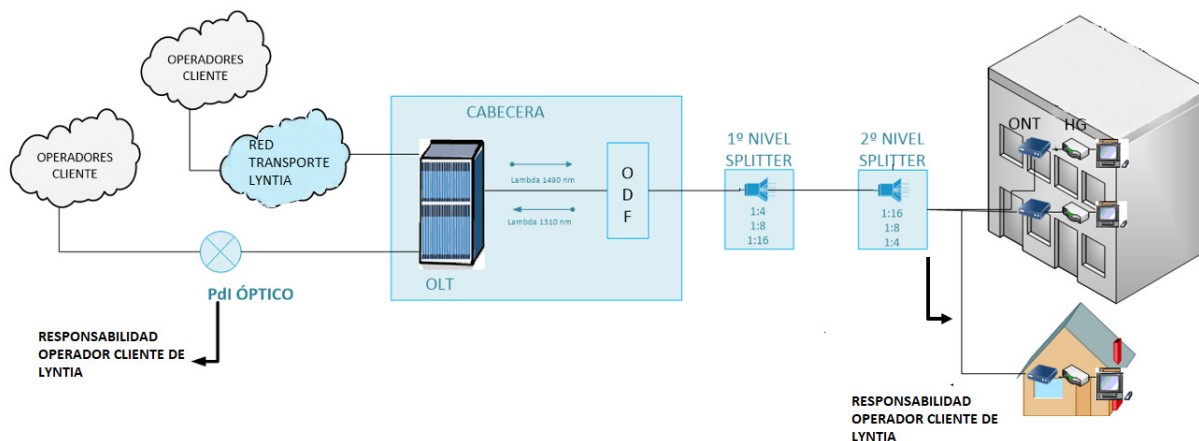 OPERADORES
CLIENTE
OPERADORES
CLIENTE
RED
TRANSPORTE
LYNTIA
PdI ÓPTICO
RESPONSABILIDAD
OPERADOR CLIENTE DE
LYNTIA
CABECERA
OLT
Lambda 1490 nm
Lambda 1310 nm
O
D
F
1º NIVEL
SPLITTER
1:4
1:8
1:16
2º NIVEL
SPLITTER
1:16
1:8
1:4
ONT
HG
RESPONSABILIDAD
OPERADOR CLIENTE DE
LYNTIA